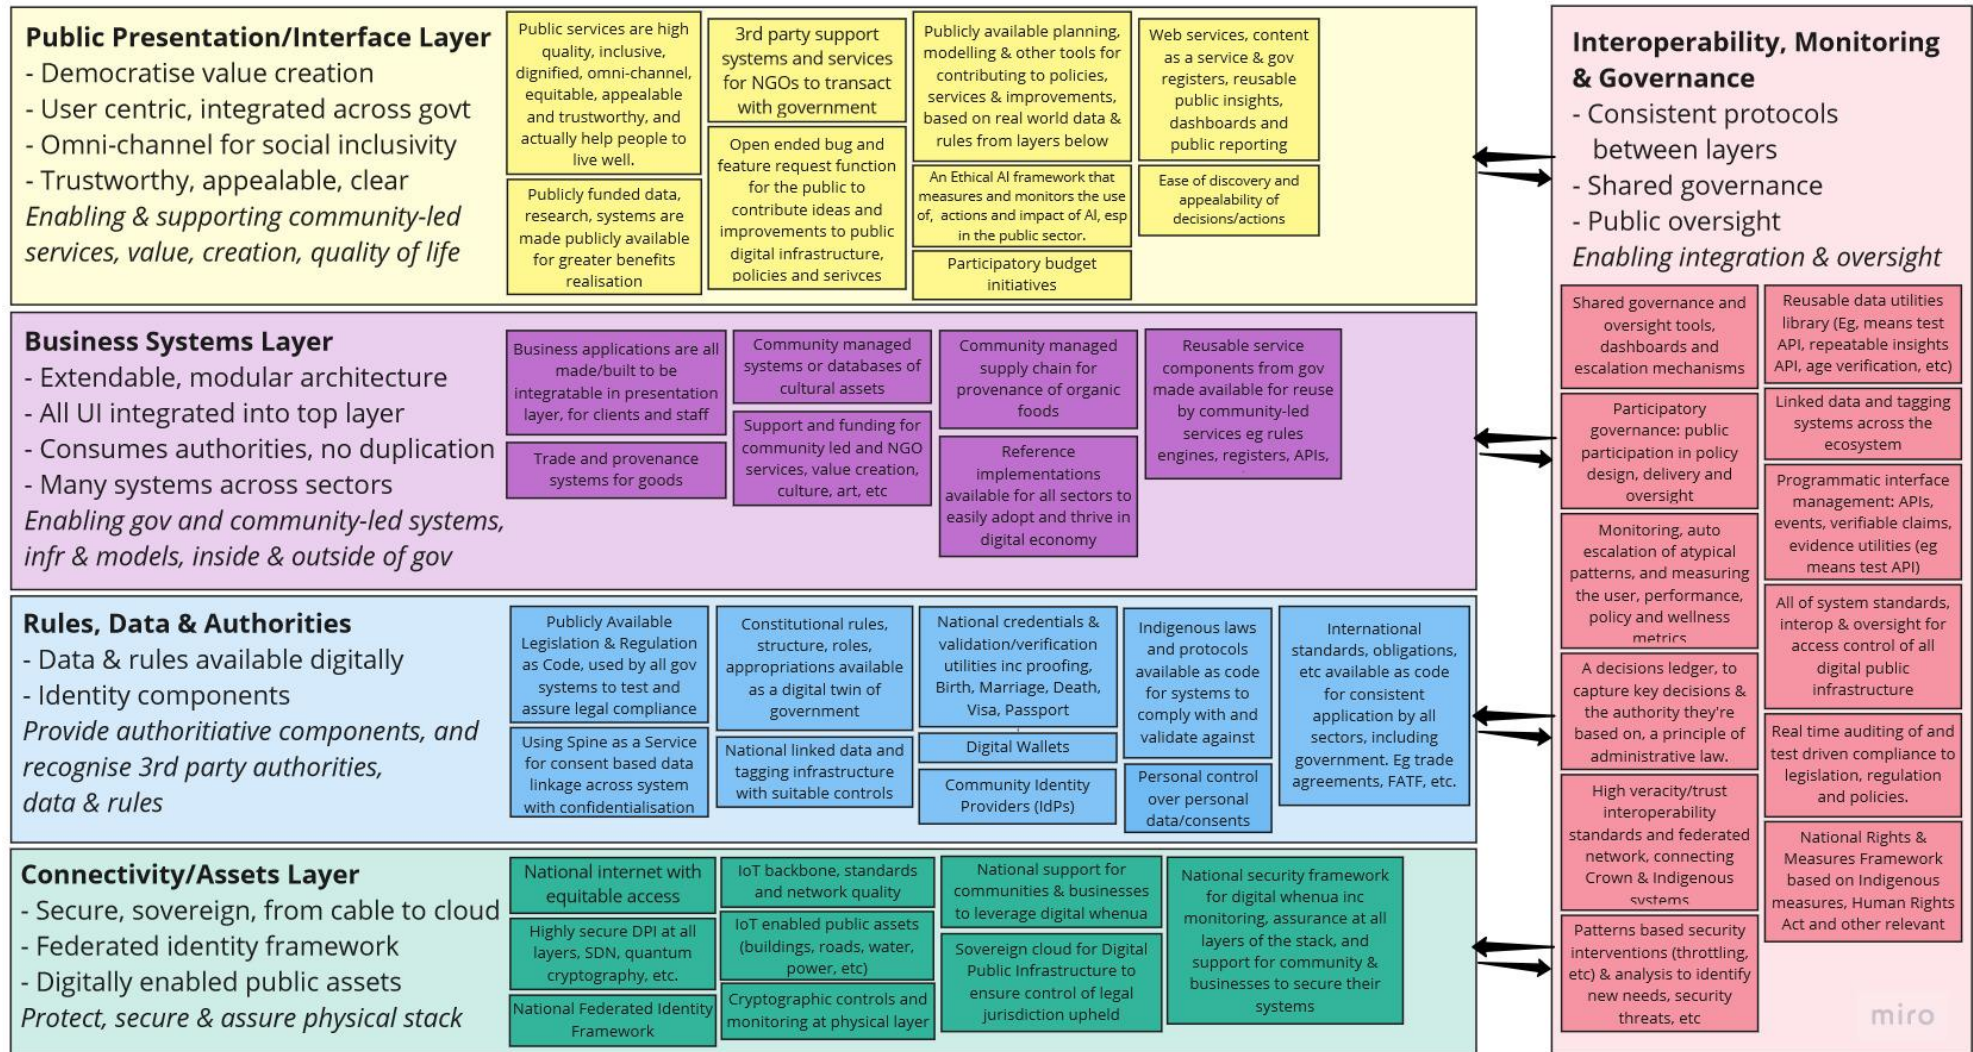 Public Presentation/Interface Layer
- Democratise value creation
- User centric, integrated across govt
- Omni-channel for social inclusivity
- Trustworthy, appealable, clear
Enabling & supporting community-led
services, value, creation, quality of life
Public services are high
quality, inclusive,
dignified, omni-channel,
equitable, appealable
and trustworthy, and
actually help people to
live well.
Publicly funded data,
research, systems are
made publicly available
for greater benefits
realisation
3rd party support
systems and services
for NGOs to transact
with government
Open ended bug and
feature request function
for the public to
contribute ideas and
improvements to public
digital infrastructure,
policies and serivces
Publicly available planning,
modelling & other tools for
contributing to policies,
services & improvements,
based on real world data &
rules from layers below
An Ethical AI framework that
measures and monitors the use
of, actions and impact of AI, esp
in the public sector.
Participatory budget
initiatives
Web services, content
as a service & gov
registers, reusable
public insights,
dashboards and
public reporting
Ease of discovery and
appealability of
decisions/actions
Business Systems Layer
- Extendable, modular architecture
- All UI integrated into top layer
- Consumes authorities, no duplication
- Many systems across sectors
Enabling gov and community-led systems,
infr & models, inside & outside of gov
Business applications are all
made/built to be
integratable in presentation
layer, for clients and staff
Trade and provenance
systems for goods
Community managed
systems or databases of
cultural assets
Support and funding for
community led and NGO
services, value creation,
culture, art, etc
Community managed
supply chain for
provenance of organic
foods
Reference
implementations
available for all sectors to
easily adopt and thrive in
digital economy
Reusable service
components from gov
made available for reuse
by community-led
services eg rules
engines, registers, APIs,
Rules, Data & Authorities
- Data & rules available digitally
- Identity components
Provide authoritiative components, and
recognise 3rd party authorities,
data & rules
Publicly Available
Legislation & Regulation
as Code, used by all gov
systems to test and
assure legal compliance
Using Spine as a Service
for consent based data
linkage across system
with confidentialisation
Constitutional rules,
structure, roles,
appropriations available
as a digital twin of
government
National linked data and
tagging infrastructure
with suitable controls
National credentials &
validation/verification
utilities inc proofing,
Birth, Marriage, Death,
Visa, Passport
Digital Wallets
Community Identity
Providers (IdPs)
Indigenous laws
and protocols
available as code
for systems to
comply with and
validate against
Personal control
over personal
data/consents
International
standards, obligations,
etc available as code
for consistent
application by all
sectors, including
government. Eg trade
agreements, FATF, etc.
Connectivity/Assets Layer
- Secure, sovereign, from cable to cloud
- Federated identity framework
- Digitally enabled public assets
Protect, secure & assure physical stack
National internet with
equitable access
Highly secure DPI at all
layers, SDN, quantum
cryptography, etc.
National Federated Identity
Framework
IoT backbone, standards
and network quality
IoT enabled public assets
(buildings, roads, water,
power, etc)
Cryptographic controls and
monitoring at physical layer
National support for
communities & businesses
to leverage digital whenua
Sovereign cloud for Digital
Public Infrastructure to
ensure control of legal
jurisdiction upheld
National security framework
for digital whenua inc
monitoring, assurance at all
layers of the stack, and
support for community &
businesses to secure their
systems
Interoperability, Monitoring
& Governance
- Consistent protocols
between layers
- Shared governance
- Public oversight
Enabling integration & oversight
Shared governance and
oversight tools,
dashboards and
escalation mechanisms
Participatory
governance: public
participation in policy
design, delivery and
oversight
Monitoring, auto
escalation of atypical
patterns, and measuring
the user, performance,
policy and wellness
metrics
A decisions ledger, to
capture key decisions &
the authority they're
based on, a principle of
administrative law.
High veracity/trust
interoperability
standards and federated
network, connecting
Crown & Indigenous
systems
Patterns based security
interventions (throttling,
etc) & analysis to identify
new needs, security
threats, etc
Reusable data utilities
library (Eg, means test
API, repeatable insights
API, age verification, etc)
Linked data and tagging
systems across the
ecosystem
Programmatic interface
management: APIs,
events, verifiable claims,
evidence utilities (eg
means test API)
All of system standards,
interop & oversight for
access control of all
digital public
infrastructure
Real time auditing of and
test driven compliance to
legislation, regulation
and policies.
National Rights &
Measures Framework
based on Indigenous
measures, Human Rights
Act and other relevant
miro